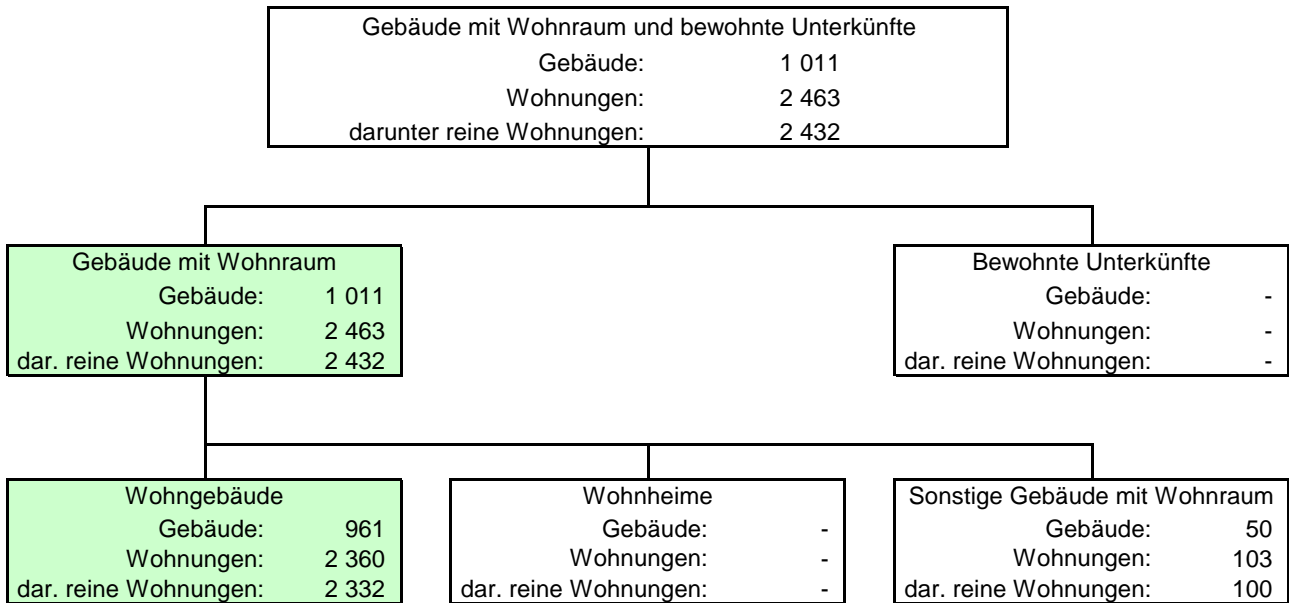 Gebäude mit Wohnraum und bewohnte Unterkünfte
Gebäude: 1 011
Wohnungen: 2 463
darunter reine Wohnungen: 2 432
Gebäude mit Wohnraum
Gebäude: 1 011
Wohnungen: 2 463
dar. reine Wohnungen: 2 432
Bewohnte Unterkünfte
Gebäude: -
Wohnungen: -
dar. reine Wohnungen: -
Wohngebäude
Gebäude: 961
Wohnungen: 2 360
dar. reine Wohnungen: 2 332
Wohnheime
Gebäude: -
Wohnungen: -
dar. reine Wohnungen: -
Sonstige Gebäude mit Wohnraum
Gebäude: 50
Wohnungen: 103
dar. reine Wohnungen: 100